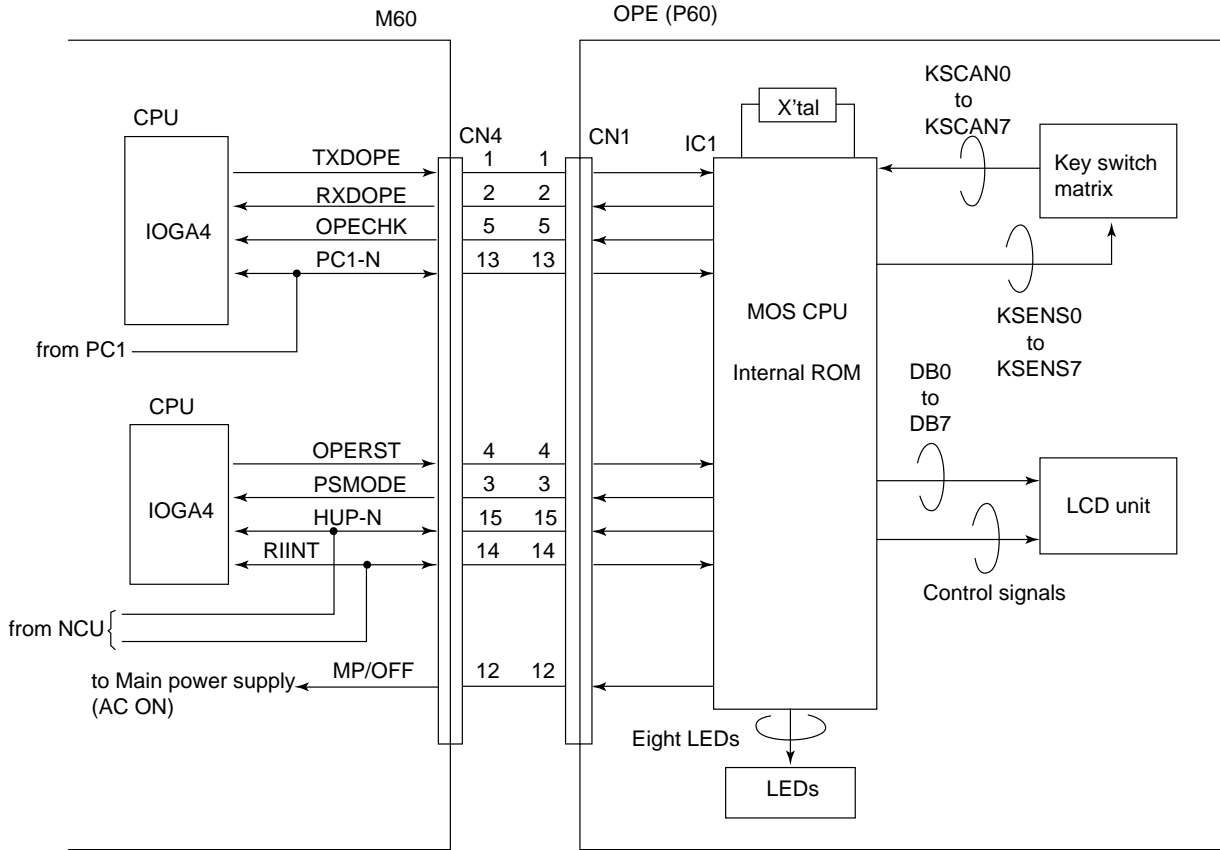 M60
OPE (P60)
CPU
IOGA4
TXDOPE
RXDOPE
OPECHK
PC1-N
from PC1
CN4
CN1
1 1
2 2
5 5
13 13
IC1
X'tal
MOS CPU
Internal ROM
KSCAN0
to
KSCAN7
Key switch
matrix
KSENS0
to
KSENS7
DB0
to
DB7
LCD unit
Control signals
CPU
IOGA4
OPERST
PSMODE
HUP-N
RIINT
4 4
3 3
15 15
14 14
from NCU
to Main power supply
(AC ON)
MP/OFF
12 12
Eight LEDs
LEDs